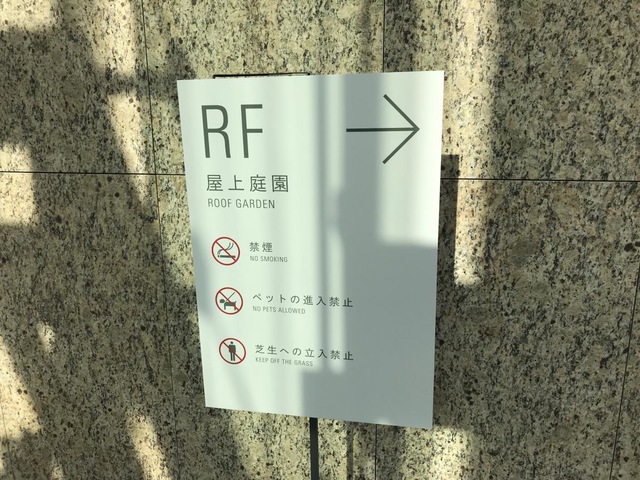 RF
屋上庭園
ROOF GARDEN
禁煙
NO SMOKING
ペットの進入禁止
NO PETS ALLOWED
芝生への立入禁止
KEEP OFF THE GRASS